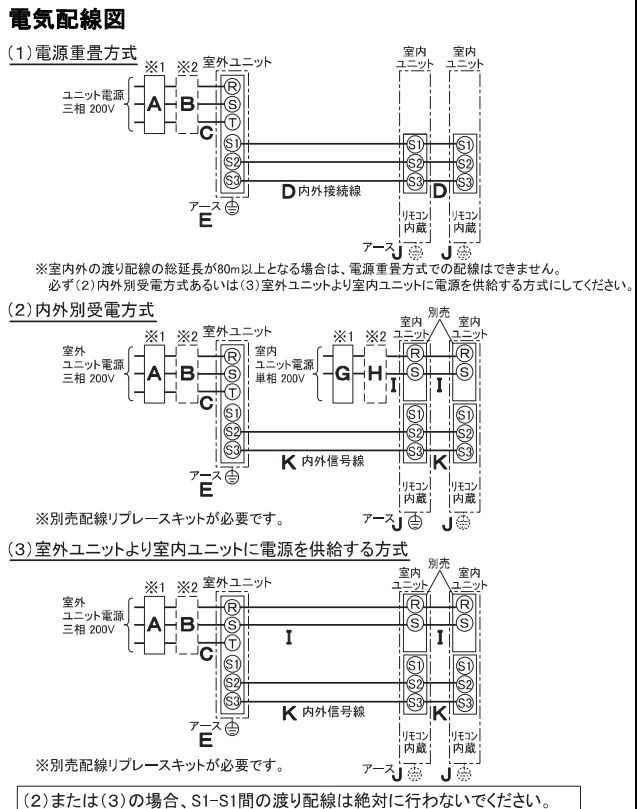 電気配線図
(1)電源重畳方式
※1 ※2 室外ユニット
室内ユニット 室内ユニット
ユニット電源
三相 200V
A B C
R
S
T
S1
S2
S3
S1 S1
S2 S2
S3 S3
D 内外接続線 D
アース
E
リモコン内蔵 リモコン内蔵
アース J J
※室内外の渡り配線の総延長が80m以上となる場合は、電源重畳方式での配線はできません。
必ず(2)内外別受電方式あるいは(3)室外ユニットより室内ユニットに電源を供給する方式にしてください。
(2)内外別受電方式
別売
※1 ※2 室外ユニット
※1 ※2 室内ユニット 室内ユニット
室外
ユニット電源
三相 200V
A B C
R
S
T
S1
S2
S3
室内
ユニット電源
単相 200V
G H I I
R R
S S
S1 S1
S2 S2
S3 S3
K 内外信号線 K
アース
E
リモコン内蔵 リモコン内蔵
アース J J
※別売配線リプレースキットが必要です。
(3)室外ユニットより室内ユニットに電源を供給する方式
別売
※1 ※2 室外ユニット
室内ユニット 室内ユニット
室外
ユニット電源
三相 200V
A B C
R
S
T
S1
S2
S3
I I
R R
S S
S1 S1
S2 S2
S3 S3
K 内外信号線 K
アース
E
リモコン内蔵 リモコン内蔵
アース J J
※別売配線リプレースキットが必要です。
(2)または(3)の場合、S1-S1間の渡り配線は絶対に行わないでください。